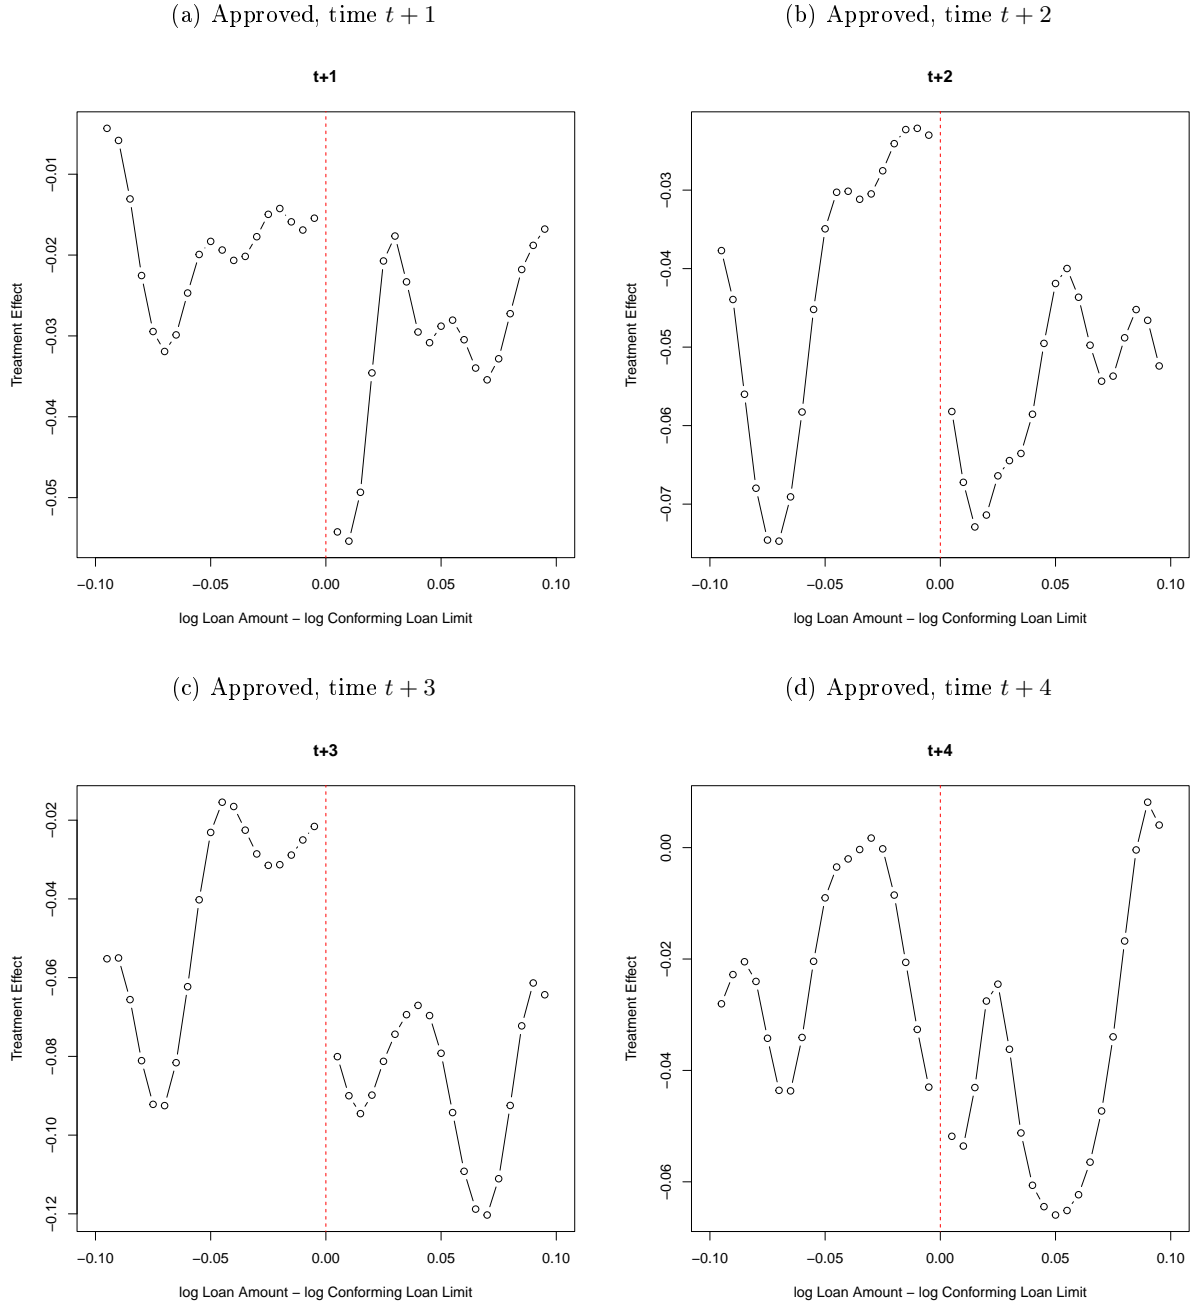 (a) Approved, time t + 1
t+1
Treatment Effect
−0.01
−0.02
−0.03
−0.04
−0.05
−0.10 −0.05 0.00 0.05 0.10
log Loan Amount − log Conforming Loan Limit
(b) Approved, time t + 2
t+2
Treatment Effect
−0.03
−0.04
−0.05
−0.06
−0.07
−0.10 −0.05 0.00 0.05 0.10
log Loan Amount − log Conforming Loan Limit
(c) Approved, time t + 3
t+3
Treatment Effect
−0.02
−0.04
−0.06
−0.08
−0.10
−0.12
−0.10 −0.05 0.00 0.05 0.10
log Loan Amount − log Conforming Loan Limit
(d) Approved, time t + 4
t+4
Treatment Effect
0.00
−0.02
−0.04
−0.06
−0.10 −0.05 0.00 0.05 0.10
log Loan Amount − log Conforming Loan Limit